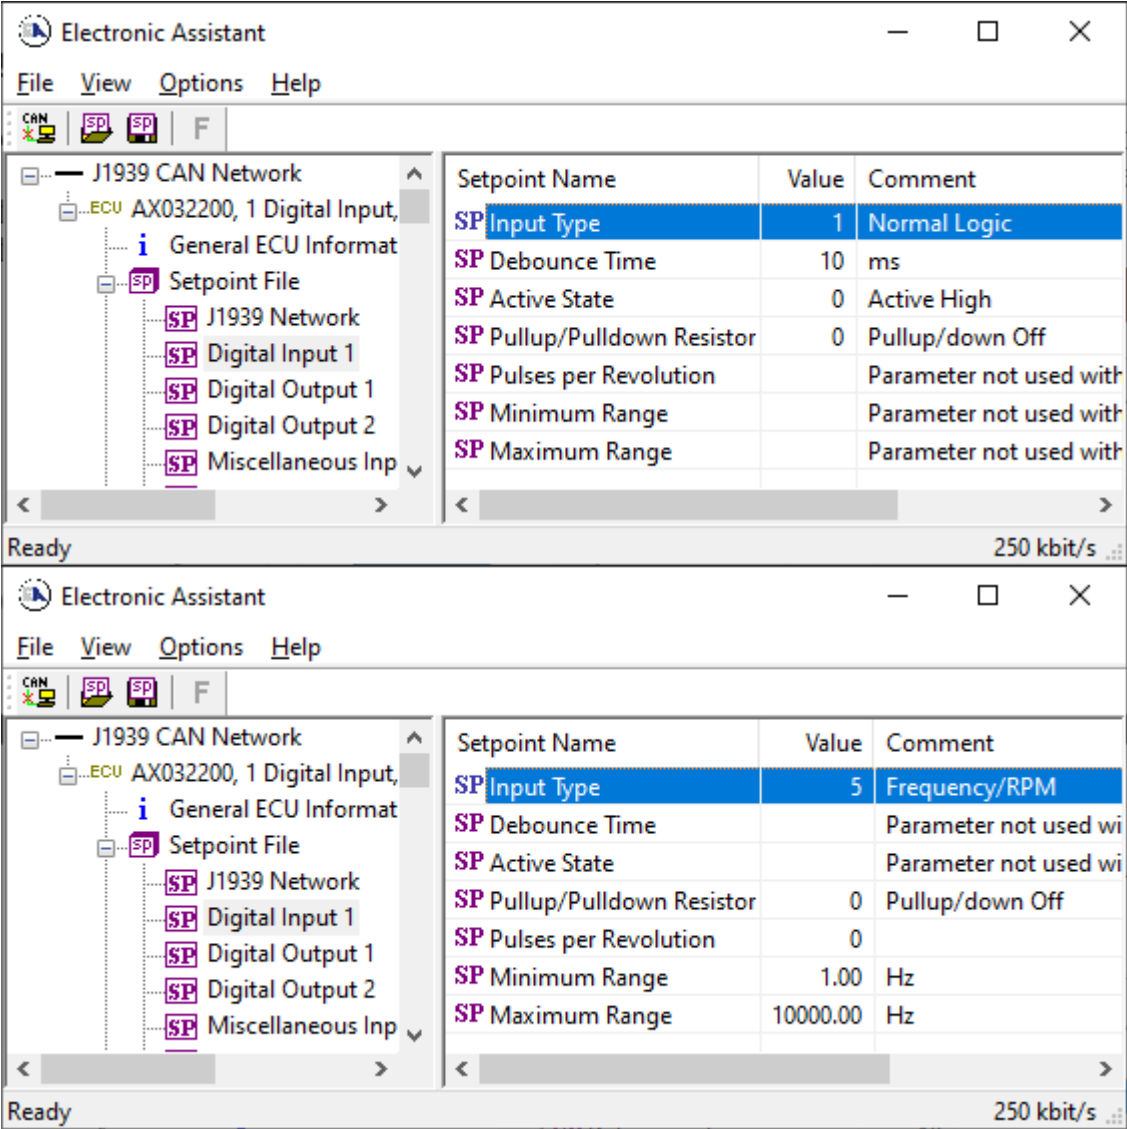 Electronic Assistant
File View Options Help
CAN SP SP F
J1939 CAN Network
ECU AX032200, 1 Digital Input,
i General ECU Informat
SP Setpoint File
SP J1939 Network
SP Digital Input 1
SP Digital Output 1
SP Digital Output 2
SP Miscellaneous Inp
Setpoint Name Value Comment
SP Input Type 1 Normal Logic
SP Debounce Time 10 ms
SP Active State 0 Active High
SP Pullup/Pulldown Resistor 0 Pullup/down Off
SP Pulses per Revolution Parameter not used with
SP Minimum Range Parameter not used with
SP Maximum Range Parameter not used with
Ready 250 kbit/s
Electronic Assistant
File View Options Help
CAN SP SP F
J1939 CAN Network
ECU AX032200, 1 Digital Input,
i General ECU Informat
SP Setpoint File
SP J1939 Network
SP Digital Input 1
SP Digital Output 1
SP Digital Output 2
SP Miscellaneous Inp
Setpoint Name Value Comment
SP Input Type 5 Frequency/RPM
SP Debounce Time Parameter not used wi
SP Active State Parameter not used wi
SP Pullup/Pulldown Resistor 0 Pullup/down Off
SP Pulses per Revolution 0
SP Minimum Range 1.00 Hz
SP Maximum Range 10000.00 Hz
Ready 250 kbit/s